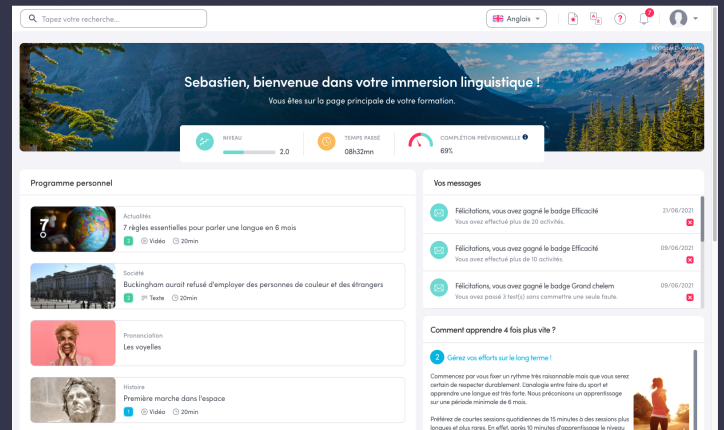 Tapez votre recherche...
Anglais
7
Sebastien, bienvenue dans votre immersion linguistique !
Vous êtes sur la page principale de votre formation.
NIVEAU
2.0
TEMPS PASSÉ
08h32mn
COMPLÉTION PRÉVISIONNELLE
69%
Programme personnel
7
Actualités
7 règles essentielles pour parler une langue en 6 mois
Vidéo
20min
Société
Buckingham aurait refusé d'employer des personnes de couleur et des étrangers
Texte
20min
Prononciation
Les voyelles
Histoire
Première marche dans l'espace
1
Vidéo
20min
Vos messages
Félicitations, vous avez gagné le badge Efficacité
21/06/2021
Vous avez effectué plus de 20 activités.
Félicitations, vous avez gagné le badge Efficacité
09/06/2021
Vous avez effectué plus de 10 activités.
Félicitations, vous avez gagné le badge Grand chelem
09/06/2021
Vous avez passé 3 test(s) sans commettre une seule faute.
Comment apprendre 4 fois plus vite ?
2 Gérez vos efforts sur le long terme !
Commencez par vous fixer un rythme très raisonnable mais que vous serez
certain de respecter durablement. L'analogie entre faire du sport et
apprendre une langue est très forte. Nous préconisons un apprentissage
sur une période minimale de 6 mois.
Préférez de courtes sessions quotidiennes de 15 minutes à des sessions plus
longues et plus rares. En effet, après 10 minutes d'apprentissage le niveau